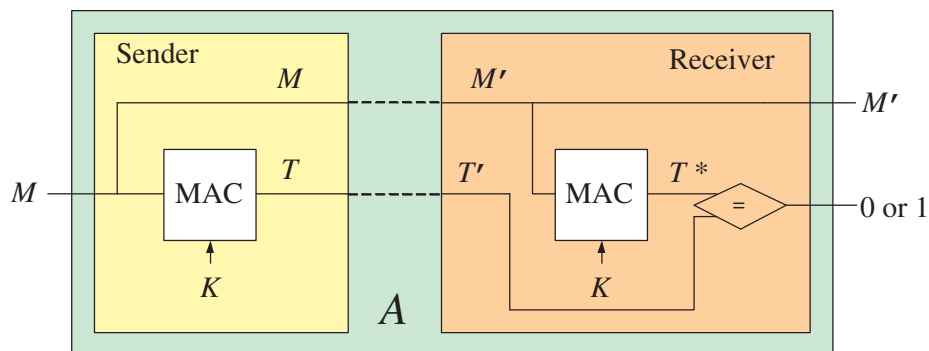 Sender
Receiver
M
M′
M′
M
MAC
T
T′
MAC
T *
=
0 or 1
K
K
A